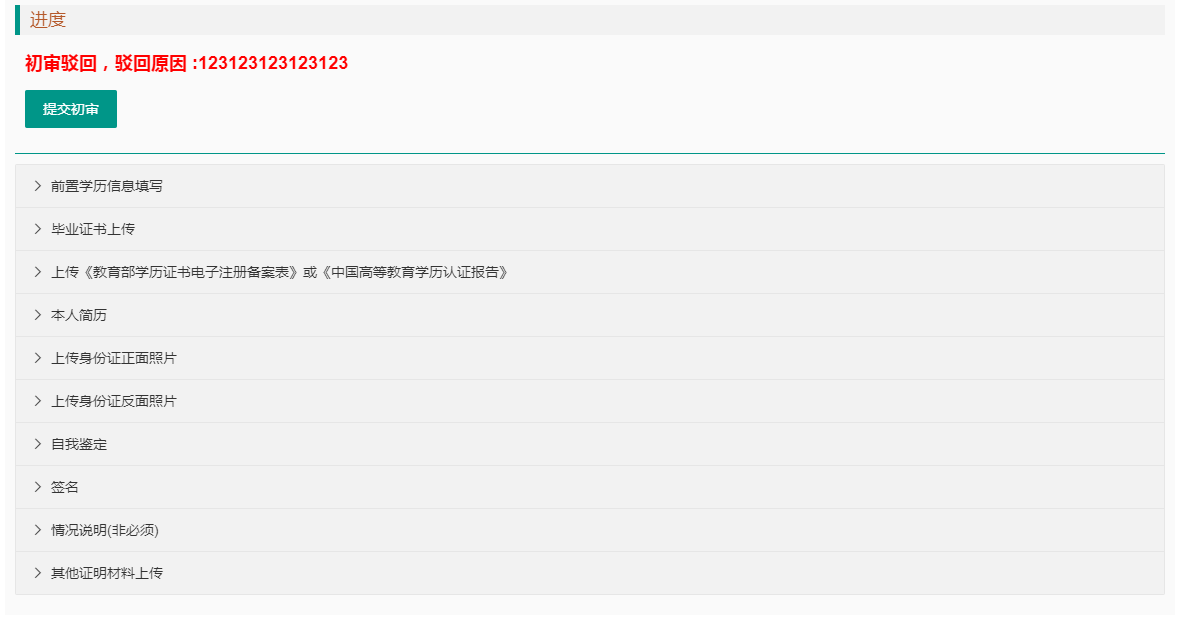 进度
初审驳回，驳回原因 :123123123123123
提交初审
前置学历信息填写
毕业证书上传
上传《教育部学历证书电子注册备案表》或《中国高等教育学历认证报告》
本人简历
上传身份证正面照片
上传身份证反面照片
自我鉴定
签名
情况说明(非必须)
其他证明材料上传